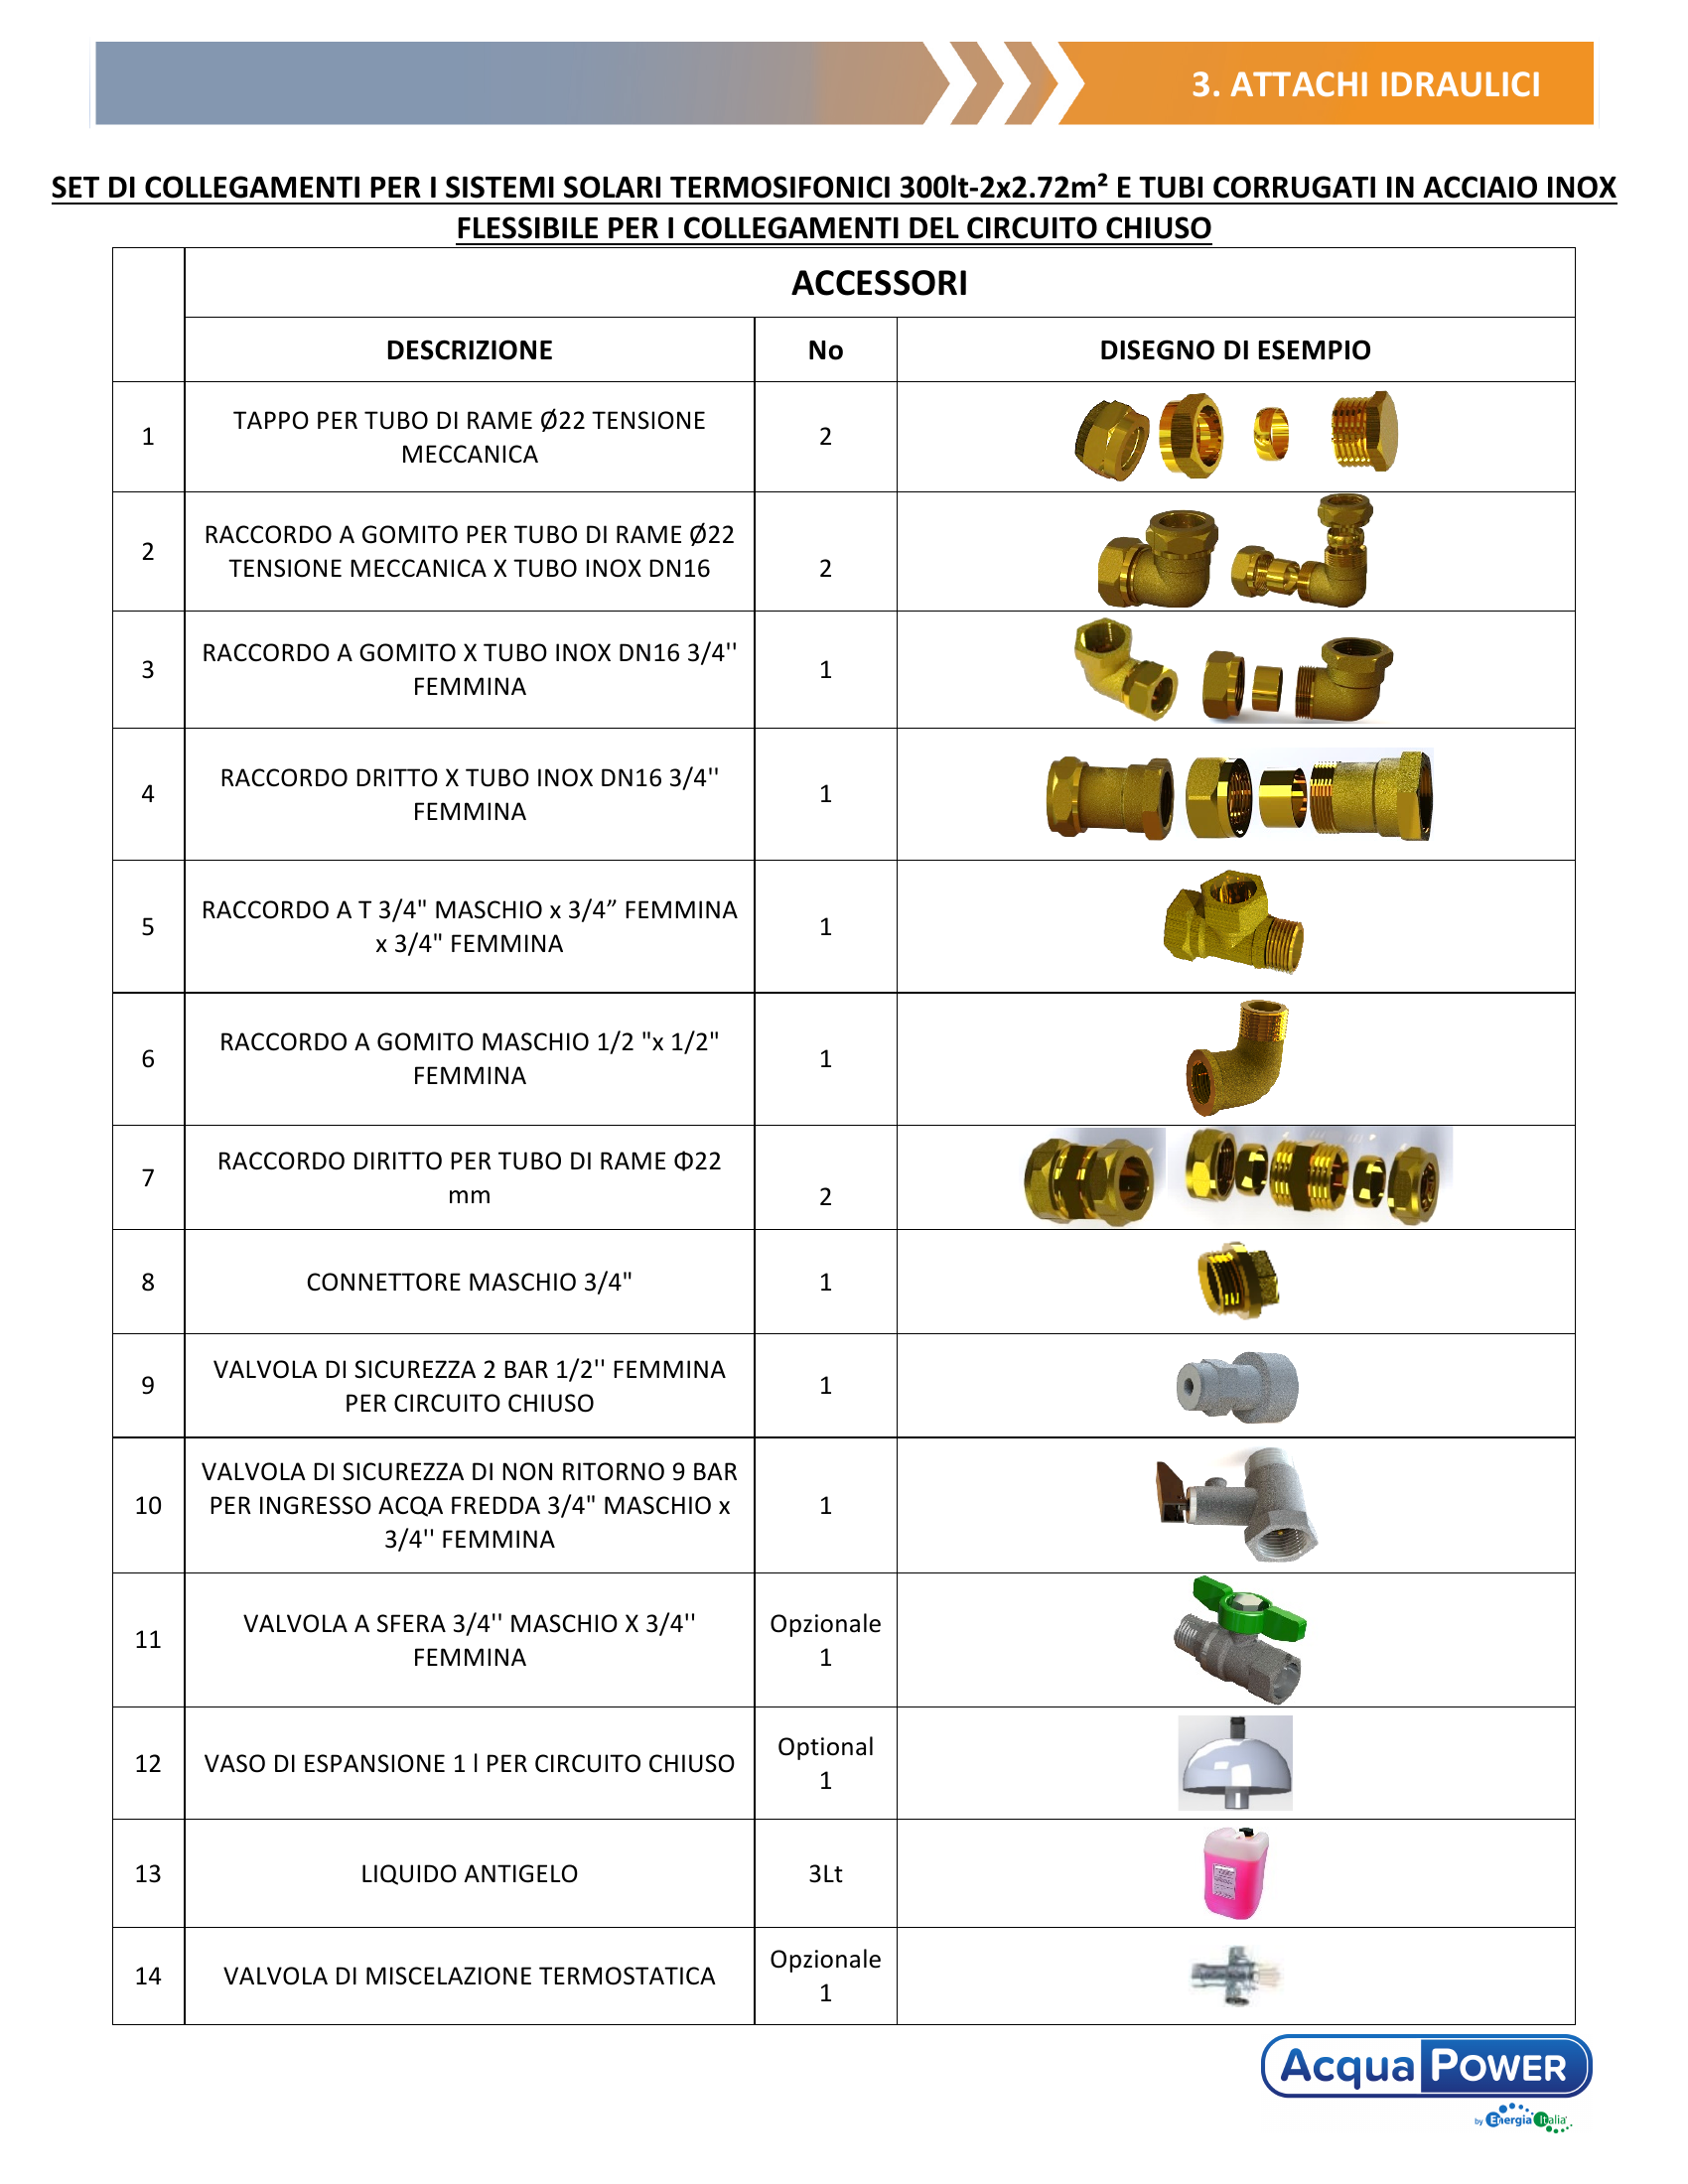 3. ATTACHI IDRAULICI
SET DI COLLEGAMENTI PER I SISTEMI SOLARI TERMOSIFONICI 300lt-2x2.72m² E TUBI CORRUGATI IN ACCIAIO INOX
FLESSIBILE PER I COLLEGAMENTI DEL CIRCUITO CHIUSO
ACCESSORI
DESCRIZIONE No DISEGNO DI ESEMPIO
1 TAPPO PER TUBO DI RAME Ø22 TENSIONE
MECCANICA 2
2 RACCORDO A GOMITO PER TUBO DI RAME Ø22
TENSIONE MECCANICA X TUBO INOX DN16 2
3 RACCORDO A GOMITO X TUBO INOX DN16 3/4''
FEMMINA 1
4 RACCORDO DRITTO X TUBO INOX DN16 3/4''
FEMMINA 1
5 RACCORDO A T 3/4" MASCHIO x 3/4” FEMMINA
x 3/4" FEMMINA 1
6 RACCORDO A GOMITO MASCHIO 1/2 "x 1/2"
FEMMINA 1
7 RACCORDO DIRITTO PER TUBO DI RAME Φ22
mm 2
8 CONNETTORE MASCHIO 3/4" 1
9 VALVOLA DI SICUREZZA 2 BAR 1/2'' FEMMINA
PER CIRCUITO CHIUSO 1
10 VALVOLA DI SICUREZZA DI NON RITORNO 9 BAR
PER INGRESSO ACQA FREDDA 3/4" MASCHIO x
3/4'' FEMMINA 1
11 VALVOLA A SFERA 3/4'' MASCHIO X 3/4''
FEMMINA Opzionale
1
12 VASO DI ESPANSIONE 1 l PER CIRCUITO CHIUSO Optional
1
13 LIQUIDO ANTIGELO 3Lt
14 VALVOLA DI MISCELAZIONE TERMOSTATICA Opzionale
1
Acqua POWER
by Energia Italia